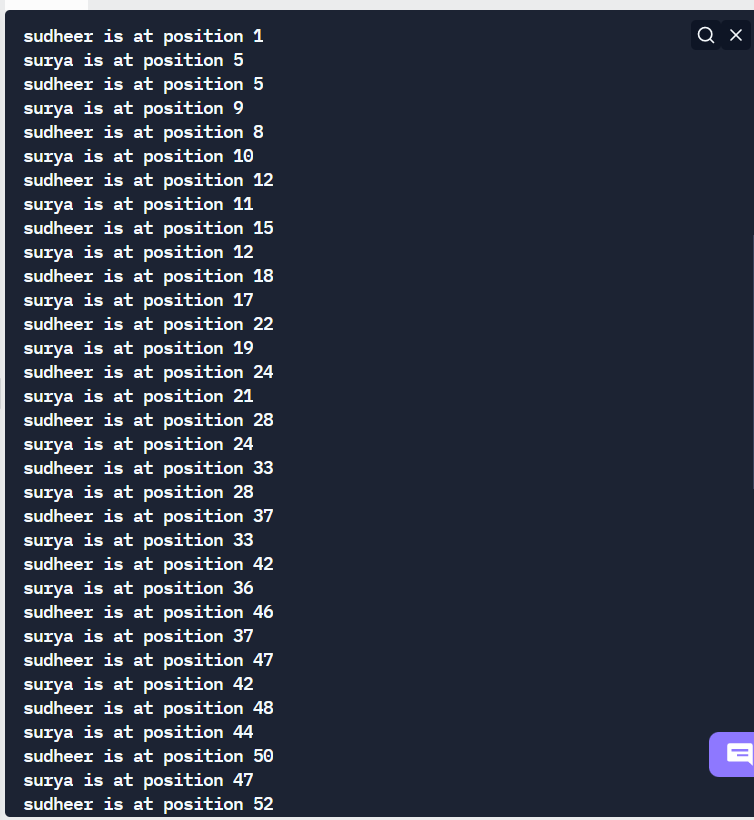 sudheer is at position 1
surya is at position 5
sudheer is at position 5
surya is at position 9
sudheer is at position 8
surya is at position 10
sudheer is at position 12
surya is at position 11
sudheer is at position 15
surya is at position 12
sudheer is at position 18
surya is at position 17
sudheer is at position 22
surya is at position 19
sudheer is at position 24
surya is at position 21
sudheer is at position 28
surya is at position 24
sudheer is at position 33
surya is at position 28
sudheer is at position 37
surya is at position 33
sudheer is at position 42
surya is at position 36
sudheer is at position 46
surya is at position 37
sudheer is at position 47
surya is at position 42
sudheer is at position 48
surya is at position 44
sudheer is at position 50
surya is at position 47
sudheer is at position 52